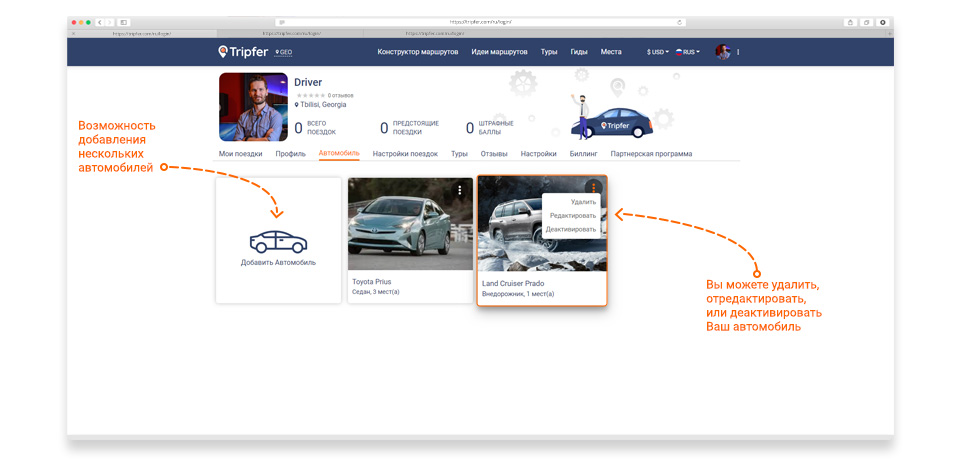 https://tripfer.com/ru/login/
https://tripfer.com/ru/login/
https://tripfer.com/ru/login/
https://tripfer.com/ru/login/
Tripfer
GEO
Конструктор маршрутов
Идеи маршрутов
Туры
Гиды
Места
$ USD
RUS
Driver
0 отзывов
Tbilisi, Georgia
0 ВСЕГО
ПОЕЗДОК
0 ПРЕДСТОЯЩИЕ
ПОЕЗДКИ
0 ШТРАФНЫЕ
БАЛЛЫ
Tripfer
Мои поездки
Профиль
Автомобиль
Настройки поездок
Туры
Отзывы
Настройки
Биллинг
Партнерская программа
Возможность
добавления
нескольких
автомобилей
Добавить Автомобиль
Toyota Prius
Седан, 3 мест(а)
Удалить
Редактировать
Деактивировать
Land Cruiser Prado
Внедорожник, 1 мест(а)
Вы можете удалить,
отредактировать,
или деактивировать
Ваш автомобиль